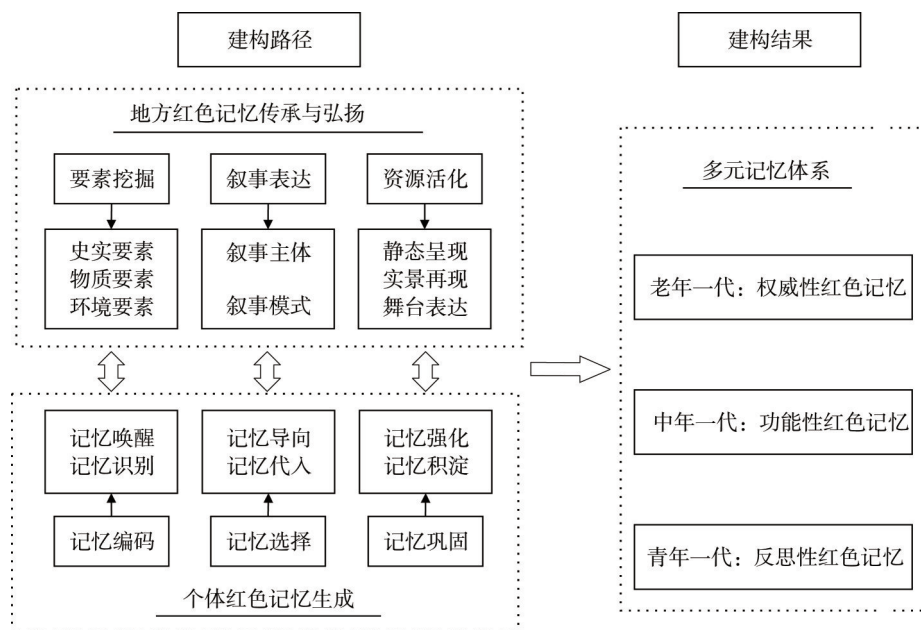 建构路径
建构结果
地方红色记忆传承与弘扬
要素挖掘
叙事表达
资源活化
史实要素
物质要素
环境要素
叙事主体
叙事模式
静态呈现
实景再现
舞台表达
记忆唤醒
记忆识别
记忆导向
记忆代入
记忆强化
记忆积淀
记忆编码
记忆选择
记忆巩固
个体红色记忆生成
多元记忆体系
老年一代：权威性红色记忆
中年一代：功能性红色记忆
青年一代：反思性红色记忆